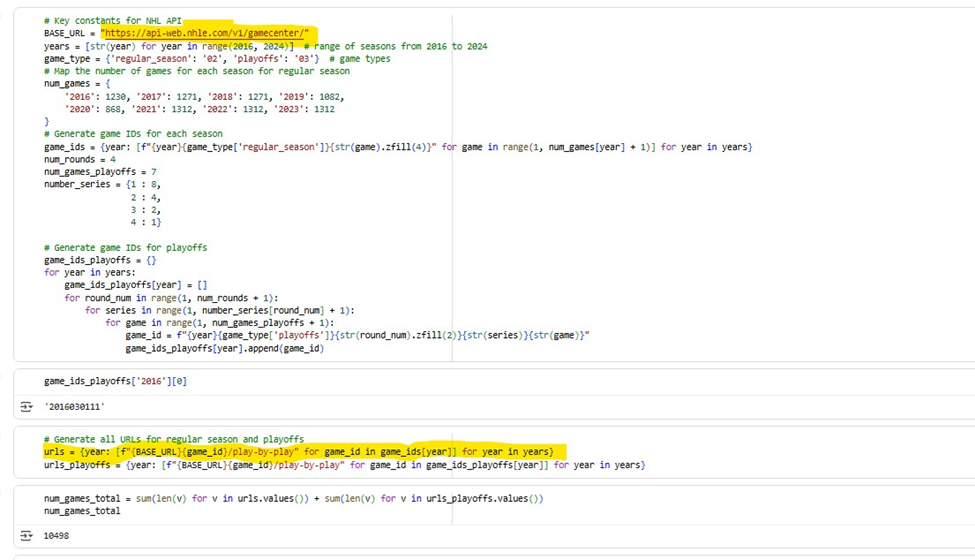 # Key constants for NHL API
BASE_URL = "https://api-web.nhle.com/v1/gamecenter/"
years = [str(year) for year in range(2016, 2024)]  # range of seasons from 2016 to 2024
game_type = {'regular_season': '02', 'playoffs': '03'}  # game types
# Map the number of games for each season for regular season
num_games = {
    '2016': 1230, '2017': 1271, '2018': 1271, '2019': 1082,
    '2020': 868, '2021': 1312, '2022': 1312, '2023': 1312
}
# Generate game IDs for each season
game_ids = {year: [f"{year}{game_type['regular_season']}{str(game).zfill(4)}" for game in range(1, num_games[year] + 1)] for year in years}
num_rounds = 4
num_games_playoffs = 7
number_series = {1 : 8,
                 2 : 4,
                 3 : 2,
                 4 : 1}
# Generate game IDs for playoffs
game_ids_playoffs = {}
for year in years:
    game_ids_playoffs[year] = []
    for round_num in range(1, num_rounds + 1):
        for series in range(1, number_series[round_num] + 1):
            for game in range(1, num_games_playoffs + 1):
                game_id = f"{year}{game_type['playoffs']}{str(round_num).zfill(2)}{str(series)}{str(game)}"
                game_ids_playoffs[year].append(game_id)
game_ids_playoffs['2016'][0]
'2016030111'
# Generate all URLs for regular season and playoffs
urls = {year: [f"{BASE_URL}{game_id}/play-by-play" for game_id in game_ids[year]] for year in years}
urls_playoffs = {year: [f"{BASE_URL}{game_id}/play-by-play" for game_id in game_ids_playoffs[year]] for year in years}
num_games_total = sum(len(v) for v in urls.values()) + sum(len(v) for v in urls_playoffs.values())
num_games_total
10498